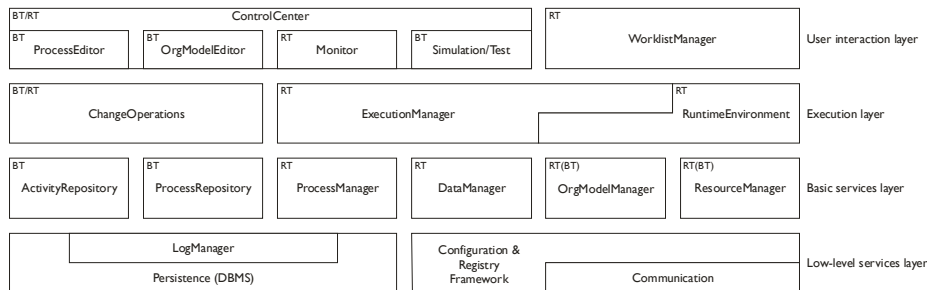 BT/RT
ControlCenter
RT
BT
ProcessEditor
BT
OrgModelEditor
RT
Monitor
BT
Simulation/Test
WorklistManager
User interaction layer
BT/RT
ChangeOperations
RT
ExecutionManager
RT
RuntimeEnvironment
Execution layer
BT
ActivityRepository
BT
ProcessRepository
RT
ProcessManager
RT
DataManager
RT(BT)
OrgModelManager
RT(BT)
ResourceManager
Basic services layer
LogManager
Persistence (DBMS)
Configuration &
Registry
Framework
Communication
Low-level services layer